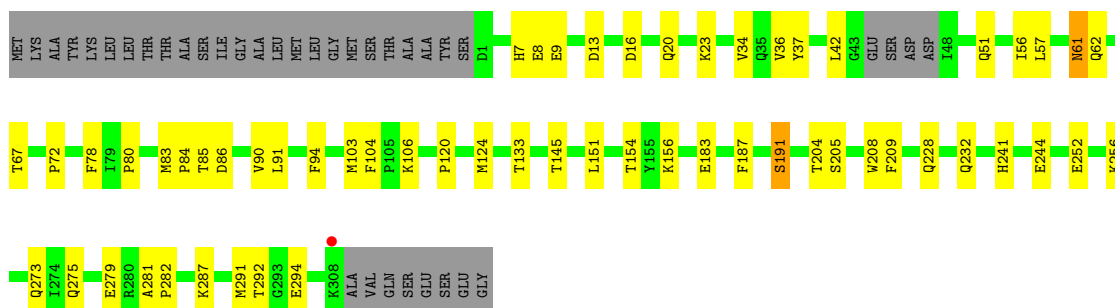 MET LYS ALA TYR LYS LEU LEU THR THR ALA SER ILE GLY ALA LEU MET LEU GLY MET SER THR ALA ALA TYR SER D1 H7 E8 E9 D13 D16 Q20 K23 V34 Q35 V36 Y37 L42 G43 GLU SER ASP ASP I48 Q51 I56 L57 N61 Q62
T67 P72 F78 I79 P80 M83 P84 T85 D86 V90 L91 F94 M103 F104 P105 K106 P120 M124 T133 T145 L151 T154 Y155 K156 E183 F187 S191 T204 S205 W208 F209 Q228 Q232 H241 E244 E252 K256
Q273 I274 Q275 E279 R280 A281 P282 K287 M291 T292 G293 E294 K308 ALA VAL GLN SER GLU SER GLU GLY